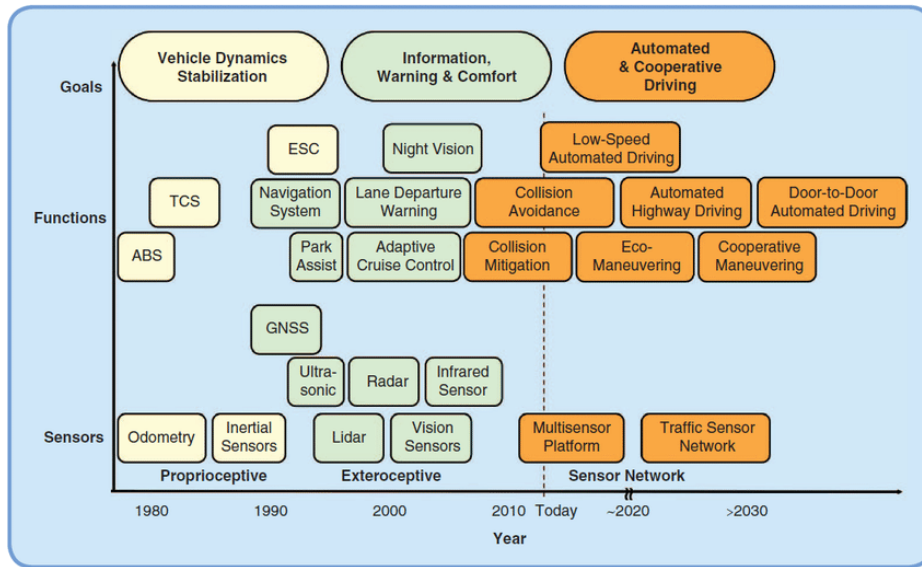 Goals
Vehicle Dynamics
Stabilization
Information,
Warning & Comfort
Automated
& Cooperative
Driving
Functions
ESC
Night Vision
Low-Speed
Automated Driving
TCS
Navigation
System
Lane Departure
Warning
Collision
Avoidance
Automated
Highway Driving
Door-to-Door
Automated Driving
ABS
Park
Assist
Adaptive
Cruise Control
Collision
Mitigation
Eco-
Maneuvering
Cooperative
Maneuvering
GNSS
Ultra-
sonic
Radar
Infrared
Sensor
Sensors
Odometry
Inertial
Sensors
Lidar
Vision
Sensors
Multisensor
Platform
Traffic Sensor
Network
Proprioceptive
Exteroceptive
Sensor Network
1980
1990
2000
2010
Today
~2020
>2030
Year